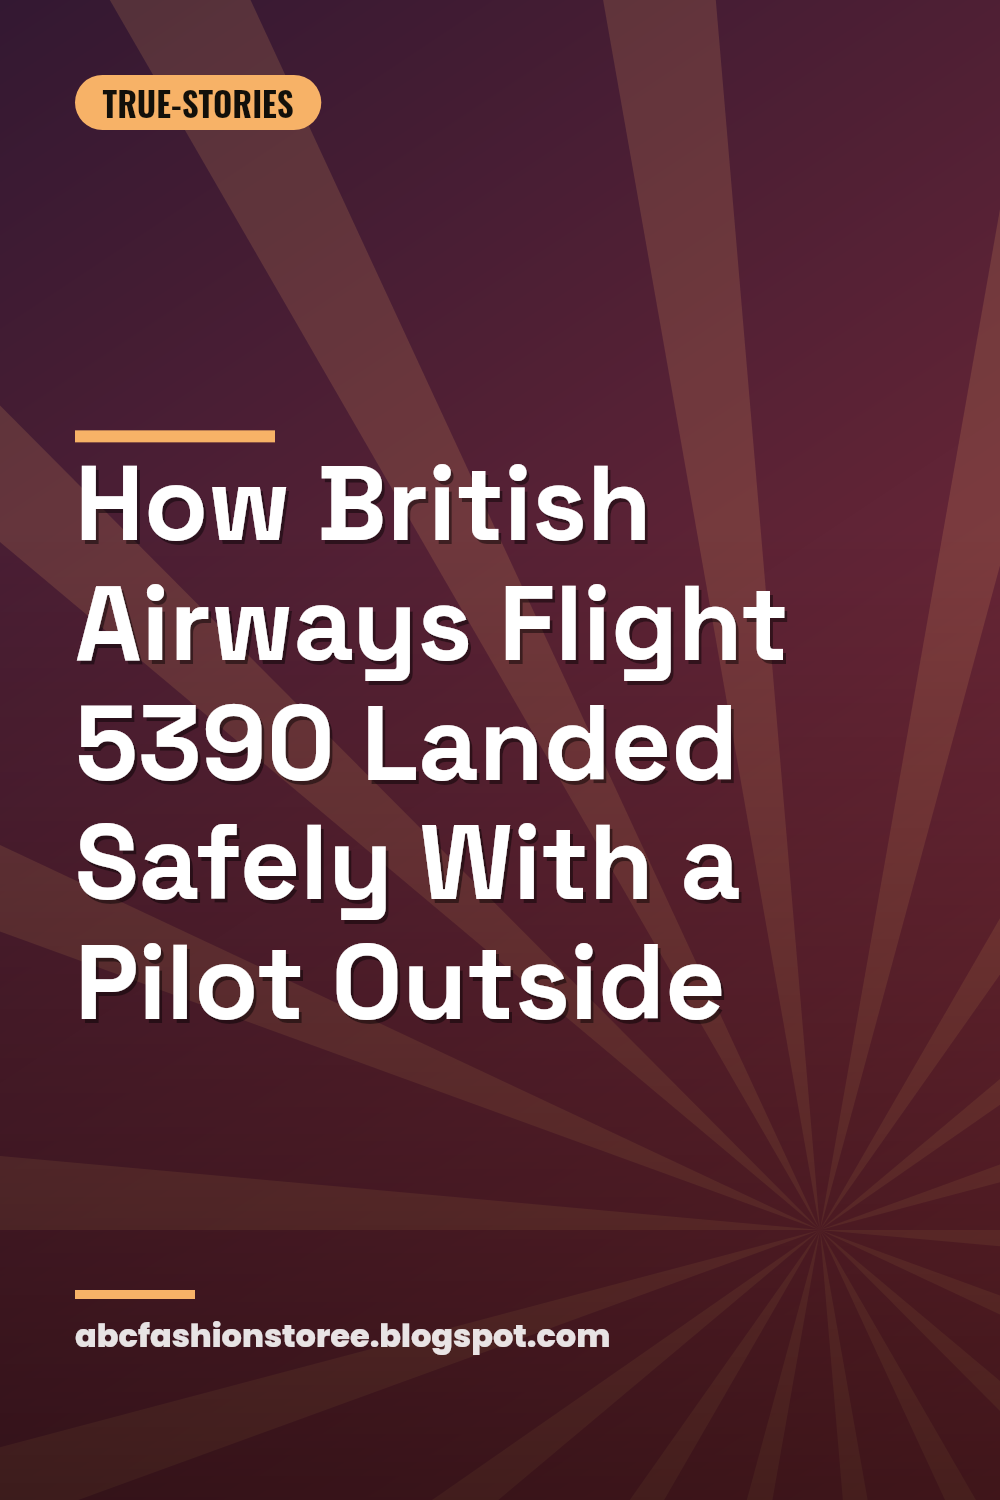 TRUE-STORIES
How British
Airways Flight
5390 Landed
Safely With a
Pilot Outside
abcfashionstoree.blogspot.com